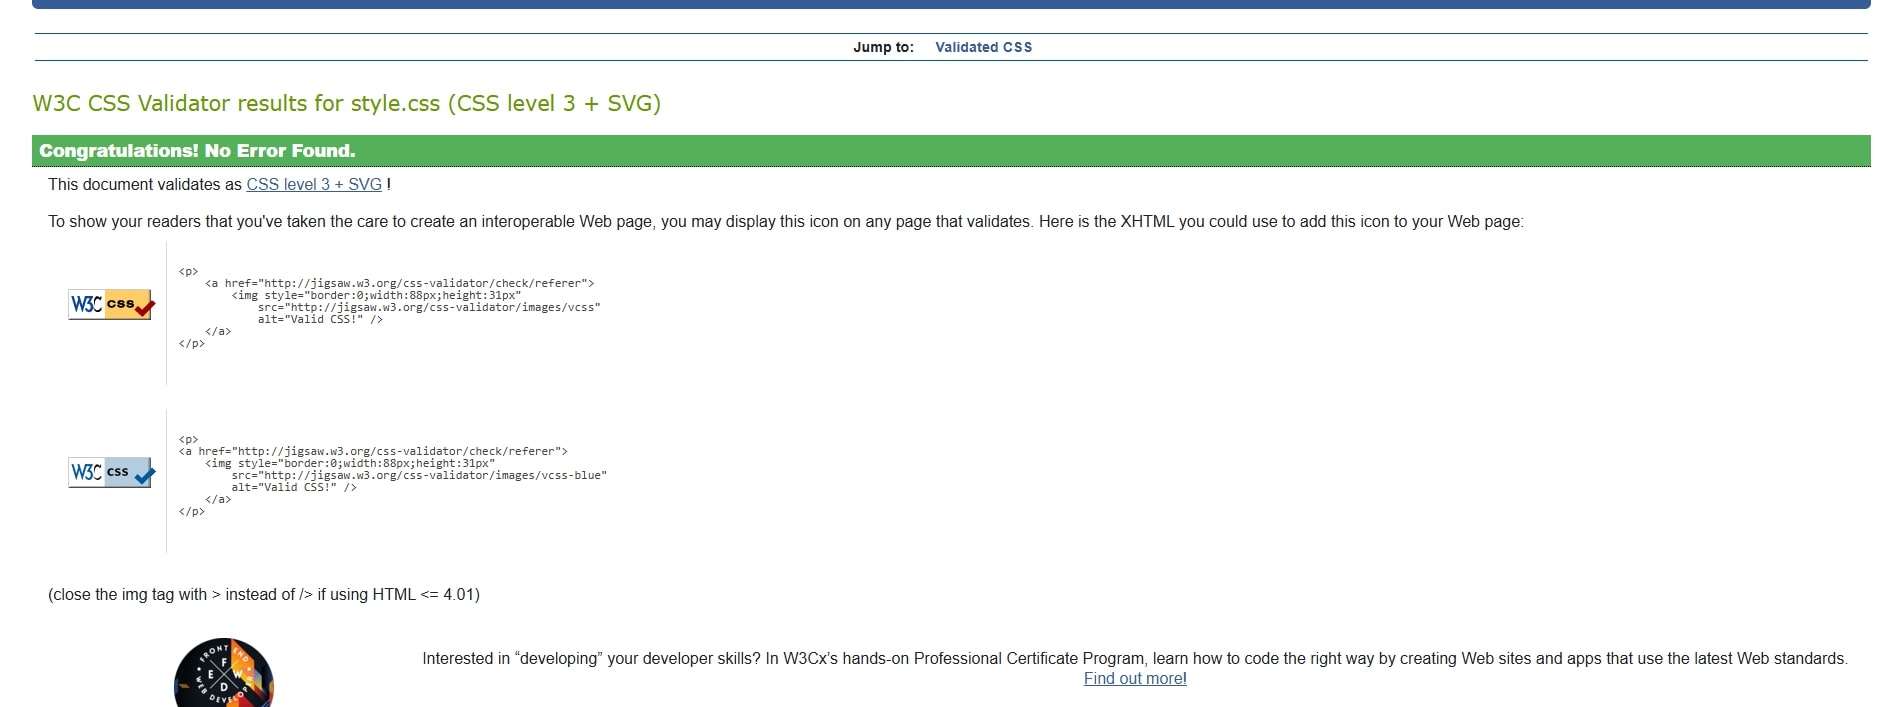 Jump to: Validated CSS
W3C CSS Validator results for style.css (CSS level 3 + SVG)
Congratulations! No Error Found.
This document validates as CSS level 3 + SVG !
To show your readers that you've taken the care to create an interoperable Web page, you may display this icon on any page that validates. Here is the XHTML you could use to add this icon to your Web page:
W3C css
<p>
    <a href="http://jigsaw.w3.org/css-validator/check/referer">
        <img style="border:0;width:88px;height:31px"
            src="http://jigsaw.w3.org/css-validator/images/vcss"
            alt="Valid CSS!" />
    </a>
</p>
W3C css
<p>
<a href="http://jigsaw.w3.org/css-validator/check/referer">
    <img style="border:0;width:88px;height:31px"
        src="http://jigsaw.w3.org/css-validator/images/vcss-blue"
        alt="Valid CSS!" />
    </a>
</p>
(close the img tag with > instead of /> if using HTML <= 4.01)
FRONT END
F
E W
D
WEB DEVELOP
Interested in “developing” your developer skills? In W3Cx’s hands-on Professional Certificate Program, learn how to code the right way by creating Web sites and apps that use the latest Web standards.
Find out more!